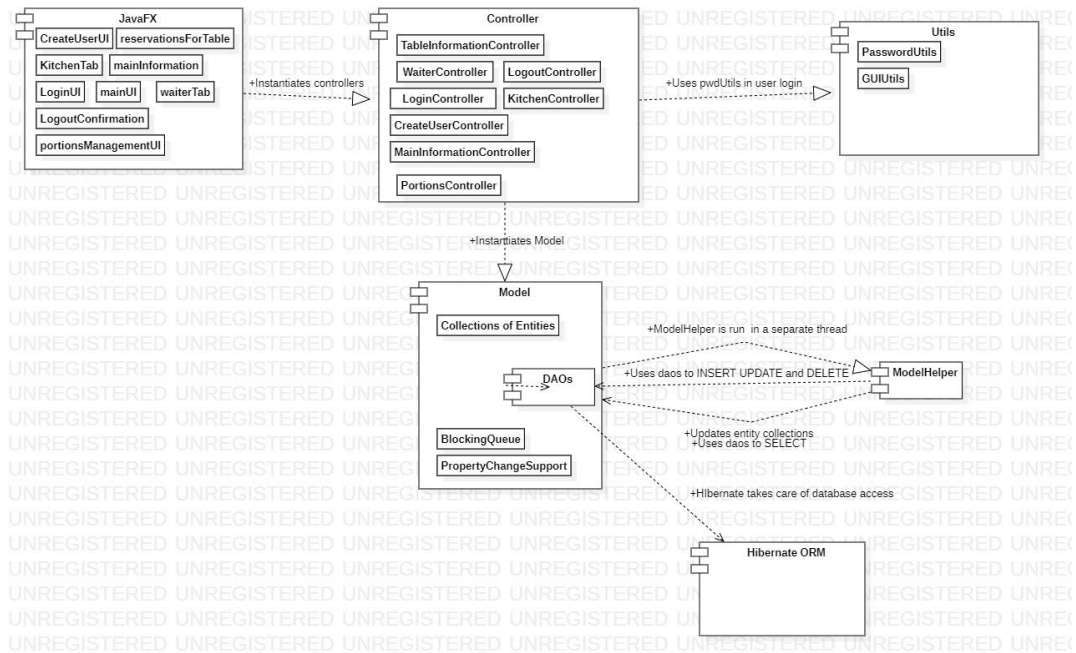 JavaFX
CreateUserUI
reservationsForTable
KitchenTab
mainInformation
LoginUI
mainUI
waiterTab
LogoutConfirmation
portionsManagementUI
+Instantiates controllers
Controller
TableInformationController
WaiterController
LogoutController
LoginController
KitchenController
CreateUserController
MainInformationController
PortionsController
+Uses pwdUtils in user login
Utils
PasswordUtils
GUIUtils
+Instantiates Model
Model
Collections of Entities
DAOs
BlockingQueue
PropertyChangeSupport
+ModelHelper is run in a separate thread
+Uses daos to INSERT UPDATE and DELETE
ModelHelper
+Updates entity collections
+Uses daos to SELECT
+HIbernate takes care of database access
Hibernate ORM
UNREGISTERED